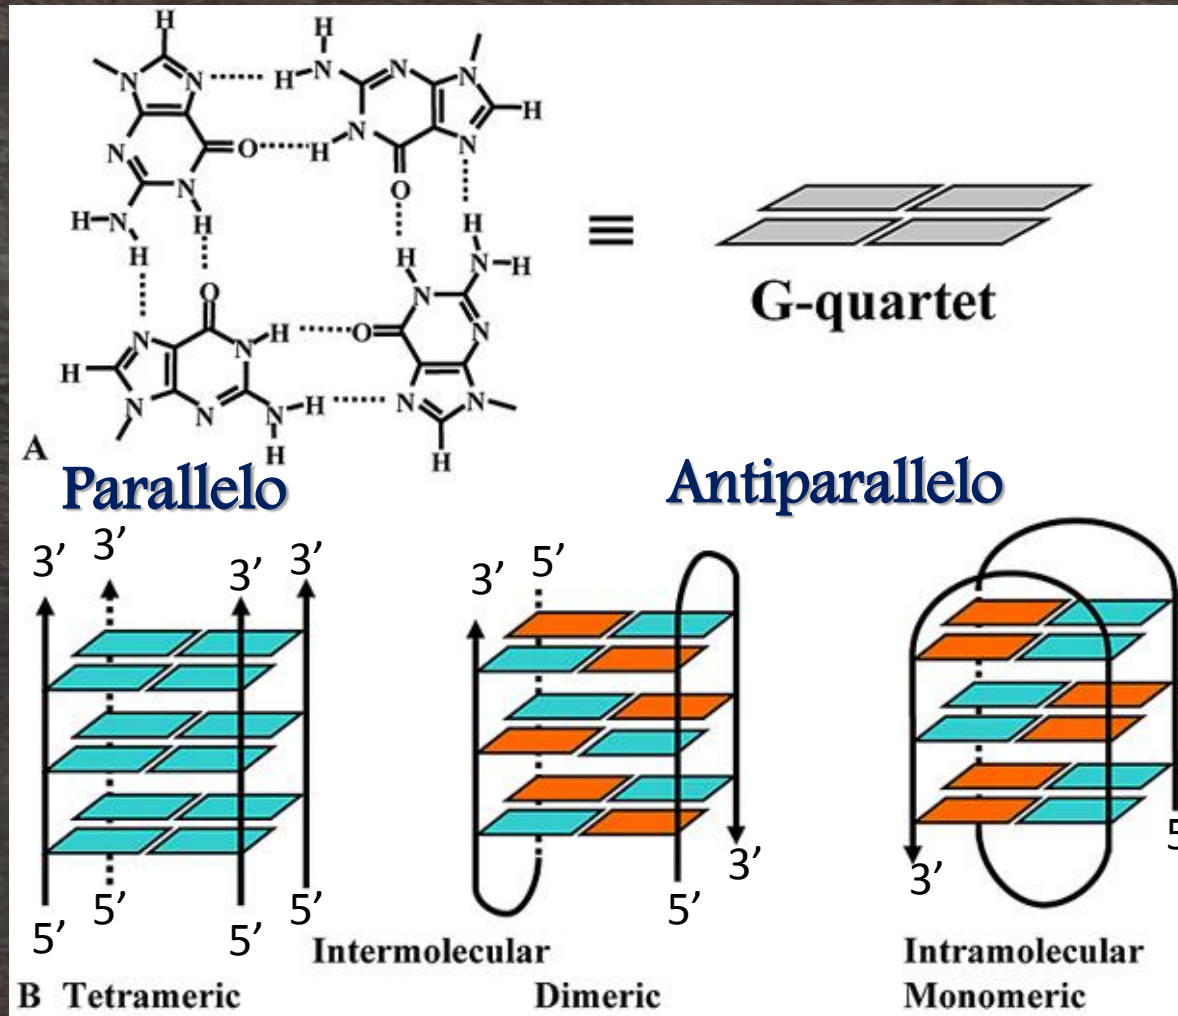 H
N
N
H
H
N
N
N
H
N
O
H
N
N
N
N
H
O
H
H
N
H
H
H
N
H
O
N
O
N
H
N
H
N
N
H
N
H
N
N
H
H
≡
G-quartet
A
Parallelo
Antiparallelo
3’ 3’ 3’ 3’
5’ 5’ 5’ 5’
3’ 5’
3’
5’
3’
5
Intermolecular
Intramolecular
B Tetrameric
Dimeric
Monomeric